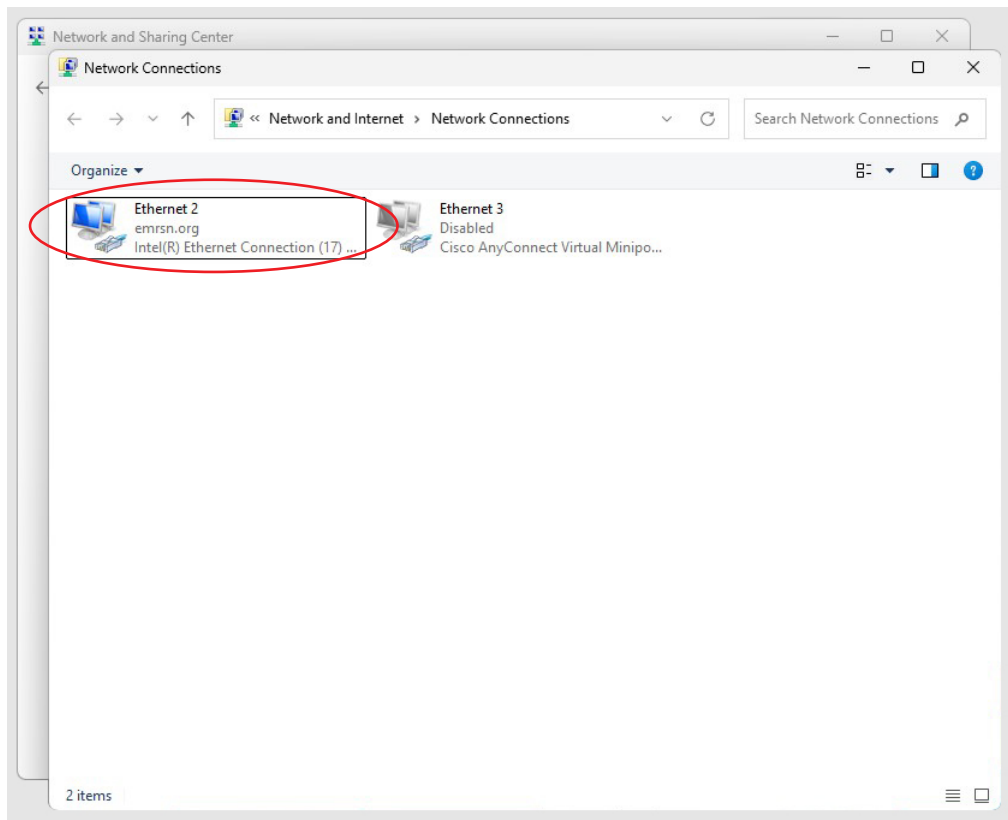 Network and Sharing Center
Network Connections
« Network and Internet > Network Connections
Search Network Connections
Organize
Ethernet 2
emrsn.org
Intel(R) Ethernet Connection (17) ...
Ethernet 3
Disabled
Cisco AnyConnect Virtual Minipo...
2 items